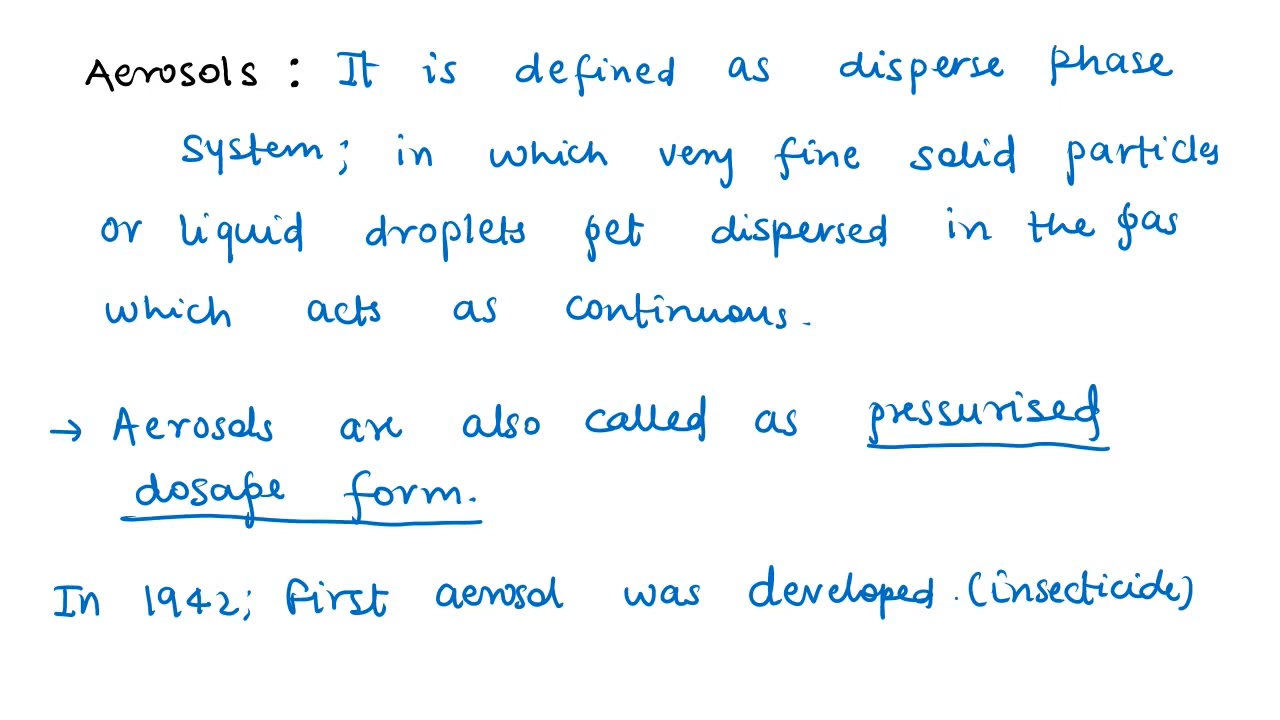 Aerosols : It is defined as disperse phase
system; in which very fine solid particles
or liquid droplets get dispersed in the gas
which acts as continuous.
→ Aerosols are also called as pressurised
dosage form.
In 1942; first aerosol was developed. (insecticide)